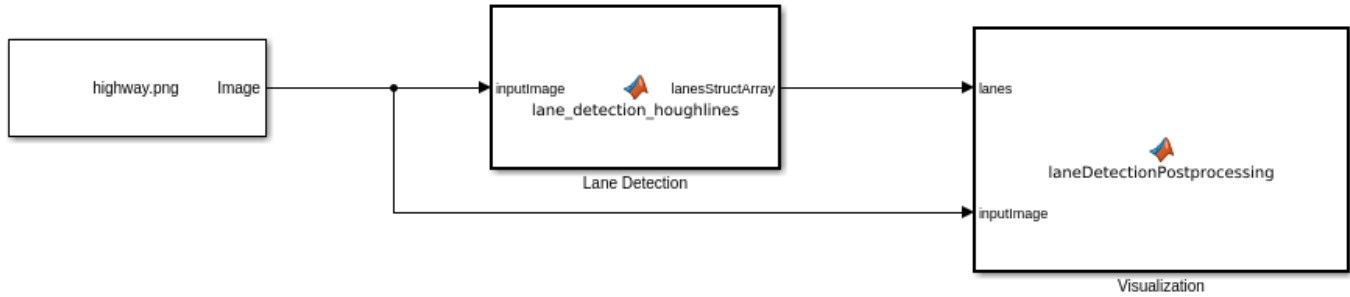 highway.png
Image
inputImage
lanesStructArray
lane_detection_houghlines
Lane Detection
lanes
laneDetectionPostprocessing
inputImage
Visualization